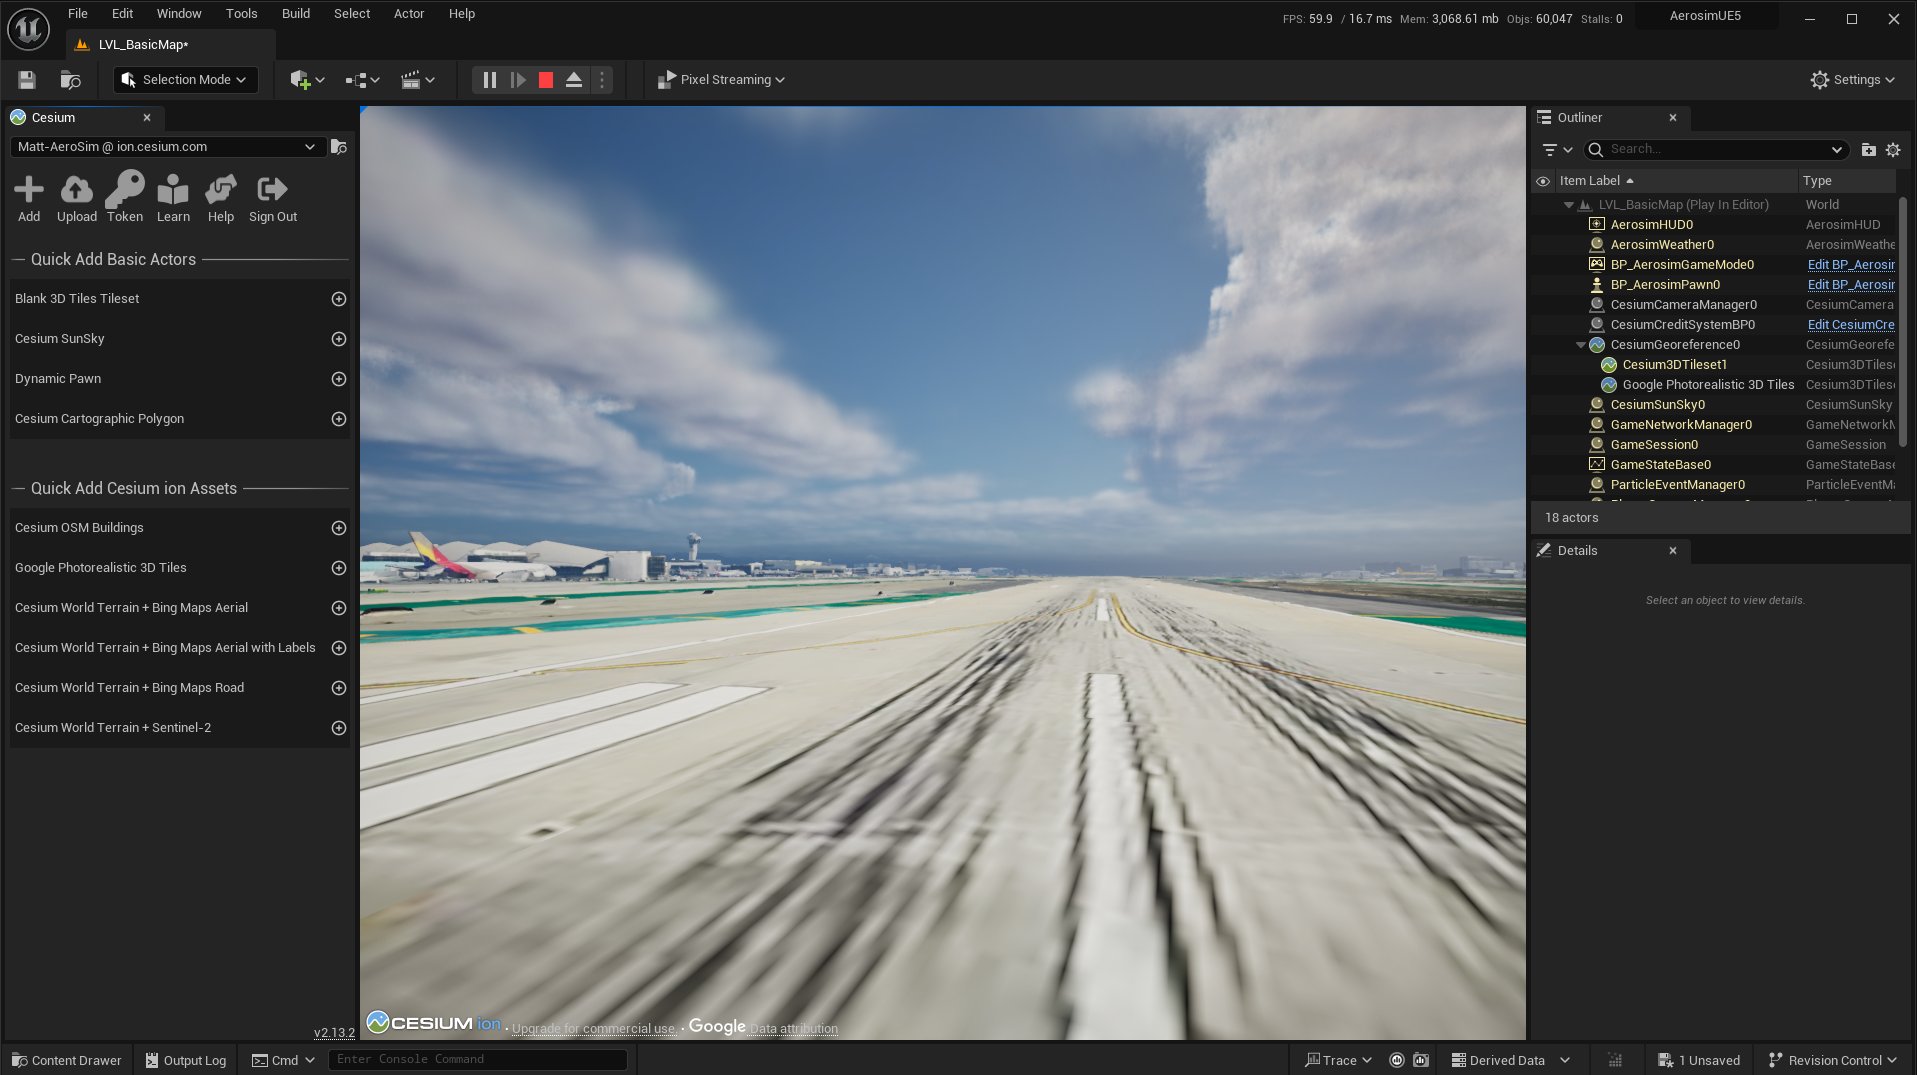 File Edit Window Tools Build Select Actor Help
FPS: 59.9 / 16.7 ms Mem: 3,068.61 mb Objs: 60,047 Stalls: 0
AerosimUE5
LVL_BasicMap*
Selection Mode
Pixel Streaming
Settings
Cesium
Matt-AeroSim @ ion.cesium.com
Add Upload Token Learn Help Sign Out
Quick Add Basic Actors
Blank 3D Tiles Tileset
Cesium SunSky
Dynamic Pawn
Cesium Cartographic Polygon
Quick Add Cesium ion Assets
Cesium OSM Buildings
Google Photorealistic 3D Tiles
Cesium World Terrain + Bing Maps Aerial
Cesium World Terrain + Bing Maps Aerial with Labels
Cesium World Terrain + Bing Maps Road
Cesium World Terrain + Sentinel-2
v2.13.2
CESIUM ion · Upgrade for commercial use. · Google Data attribution
Outliner
Search...
Item Label Type
LVL_BasicMap (Play In Editor) World
AerosimHUD0 AerosimHUD
AerosimWeather0 AerosimWeathe
BP_AerosimGameMode0 Edit BP_Aerosim
BP_AerosimPawn0 Edit BP_Aerosim
CesiumCameraManager0 CesiumCamera
CesiumCreditSystemBP0 Edit CesiumCre
CesiumGeoreference0 CesiumGeorefe
Cesium3DTileset1 Cesium3DTiles
Google Photorealistic 3D Tiles Cesium3DTiles
CesiumSunSky0 CesiumSunSky
GameNetworkManager0 GameNetworkM
GameSession0 GameSession
GameStateBase0 GameStateBase
ParticleEventManager0 ParticleEventMa
18 actors
Details
Select an object to view details.
Content Drawer
Output Log
Cmd
Enter Console Command
Trace
Derived Data
1 Unsaved
Revision Control